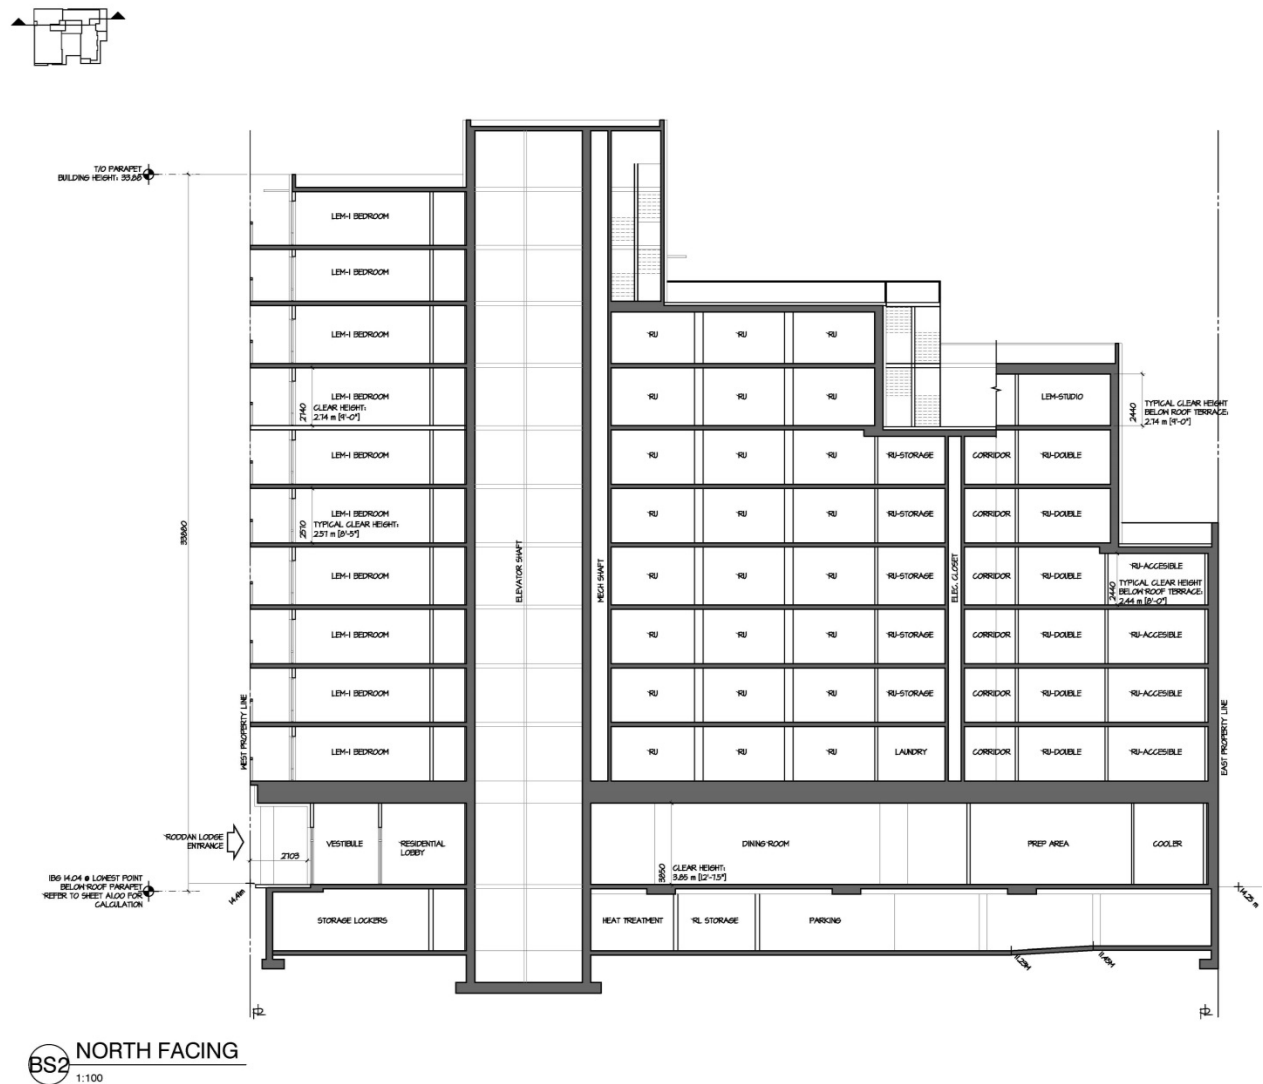 T/O PARAPET
BUILDING HEIGHT: 33.88
LEM-1 BEDROOM
LEM-1 BEDROOM
LEM-1 BEDROOM
RU
RU
RU
LEM-1 BEDROOM
2740
CLEAR HEIGHT:
2.74 m [9'-0"]
RU
RU
RU
LEM-STUDIO
2440
TYPICAL CLEAR HEIGHT
BELOW ROOF TERRACE:
2.74 m [9'-0"]
LEM-1 BEDROOM
RU
RU
RU
RU-STORAGE
CORRIDOR
RU-DOUBLE
LEM-1 BEDROOM
2570
TYPICAL CLEAR HEIGHT:
2.57 m [8'-5"]
RU
RU
RU
RU-STORAGE
CORRIDOR
RU-DOUBLE
33880
ELEVATOR SHAFT
MECH SHAFT
ELEC. CLOSET
LEM-1 BEDROOM
RU
RU
RU
RU-STORAGE
CORRIDOR
RU-DOUBLE
RU-ACCESIBLE
2440
TYPICAL CLEAR HEIGHT
BELOW ROOF TERRACE:
2.44 m [8'-0"]
LEM-1 BEDROOM
RU
RU
RU
RU-STORAGE
CORRIDOR
RU-DOUBLE
RU-ACCESIBLE
LEM-1 BEDROOM
RU
RU
RU
RU-STORAGE
CORRIDOR
RU-DOUBLE
RU-ACCESIBLE
WEST PROPERTY LINE
EAST PROPERTY LINE
LEM-1 BEDROOM
RU
RU
RU
LAUNDRY
CORRIDOR
RU-DOUBLE
RU-ACCESIBLE
RODDAN LODGE
ENTRANCE
2703
VESTIBULE
RESIDENTIAL
LOBBY
DINING ROOM
PREP AREA
COOLER
3850
CLEAR HEIGHT:
3.85 m [12'-7.5"]
IBG 14.04 @ LOWEST POINT
BELOW ROOF PARAPET
REFER TO SHEET A1.00 FOR
CALCULATION
14.25 m
STORAGE LOCKERS
HEAT TREATMENT
RL STORAGE
PARKING
11.23M
11.43M
BS2
NORTH FACING
1:100